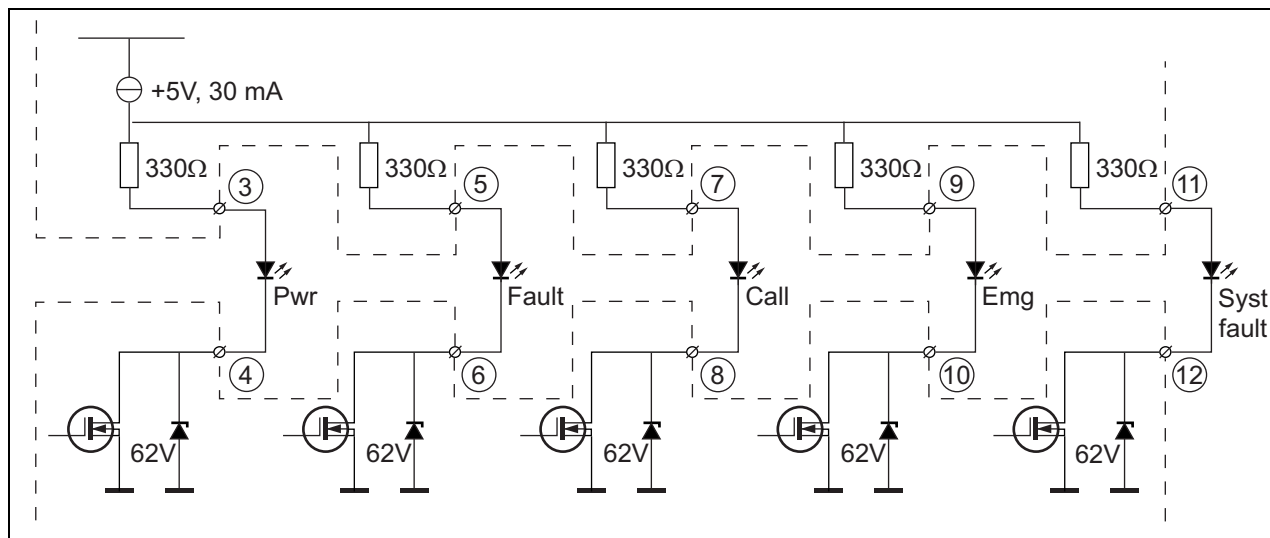 +5V, 30 mA
330Ω 330Ω 330Ω 330Ω 330Ω
3 5 7 9 11
Pwr Fault Call Emg Syst
fault
4 6 8 10 12
62V 62V 62V 62V 62V